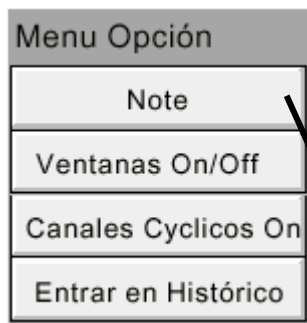 Menu Opción
Note
Ventanas On/Off
Canales Cyclicos On
Entrar en Histórico